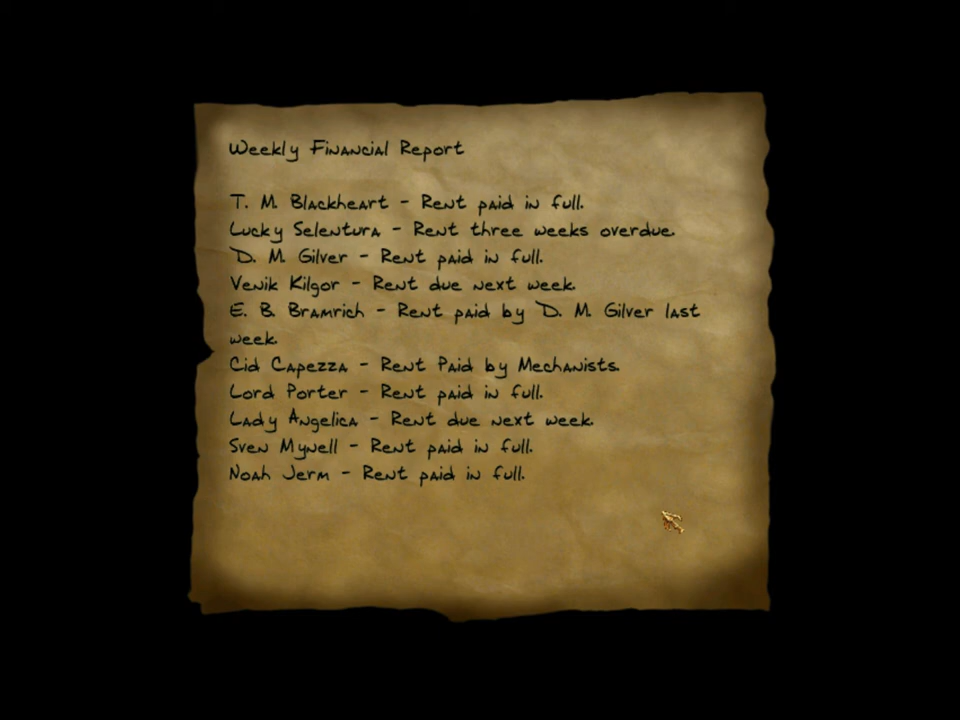 Weekly Financial Report
T. M. Blackheart - Rent paid in full.
Lucky Selentura - Rent three weeks overdue.
D. M. Gilver - Rent paid in full.
Venik Kilgor - Rent due next week.
E. B. Bramrich - Rent paid by D. M. Gilver last
week.
Cid Capezza - Rent Paid by Mechanists.
Lord Porter - Rent paid in full.
Lady Angelica - Rent due next week.
Sven Mynell - Rent paid in full.
Noah Jerm - Rent paid in full.